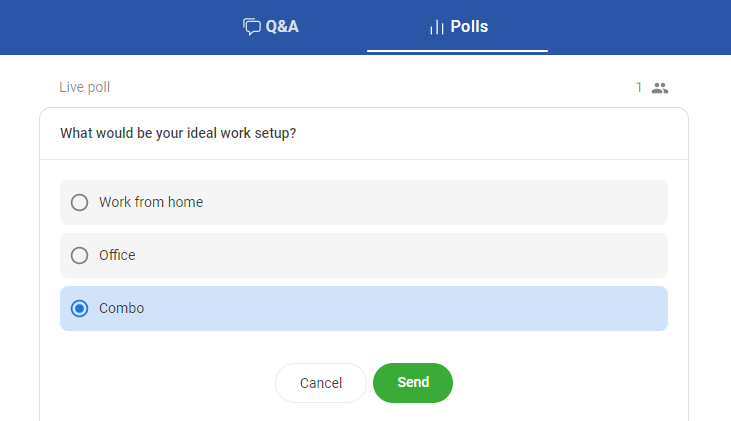 Q&A
Polls
Live poll
1
What would be your ideal work setup?
Work from home
Office
Combo
Cancel
Send